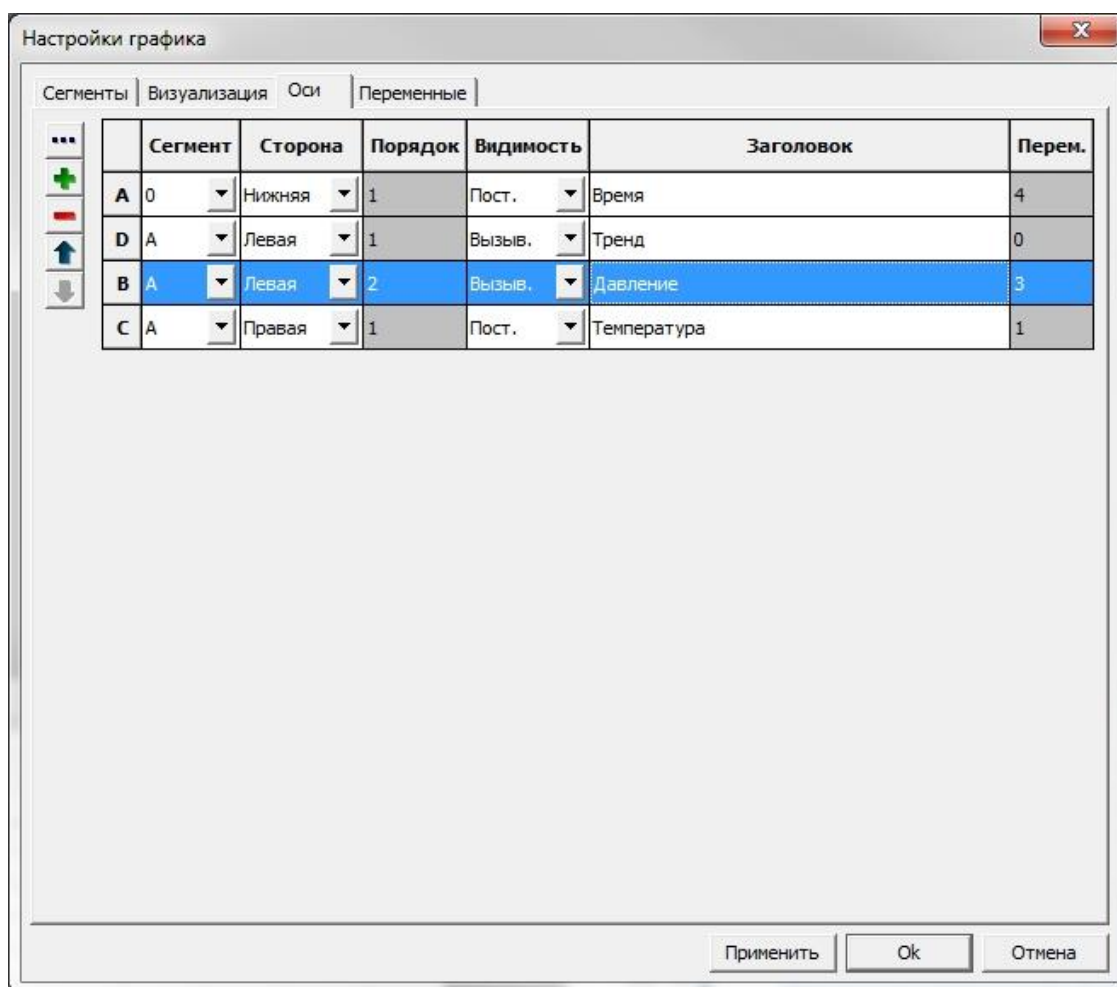 Настройки графика
Сегменты Визуализация Оси Переменные
Сегмент Сторона Порядок Видимость Заголовок Перем.
A 0 Нижняя 1 Пост. Время 4
D A Левая 1 Вызыв. Тренд 0
B A Левая 2 Вызыв. Давление 3
C A Правая 1 Пост. Температура 1
Применить Ok Отмена